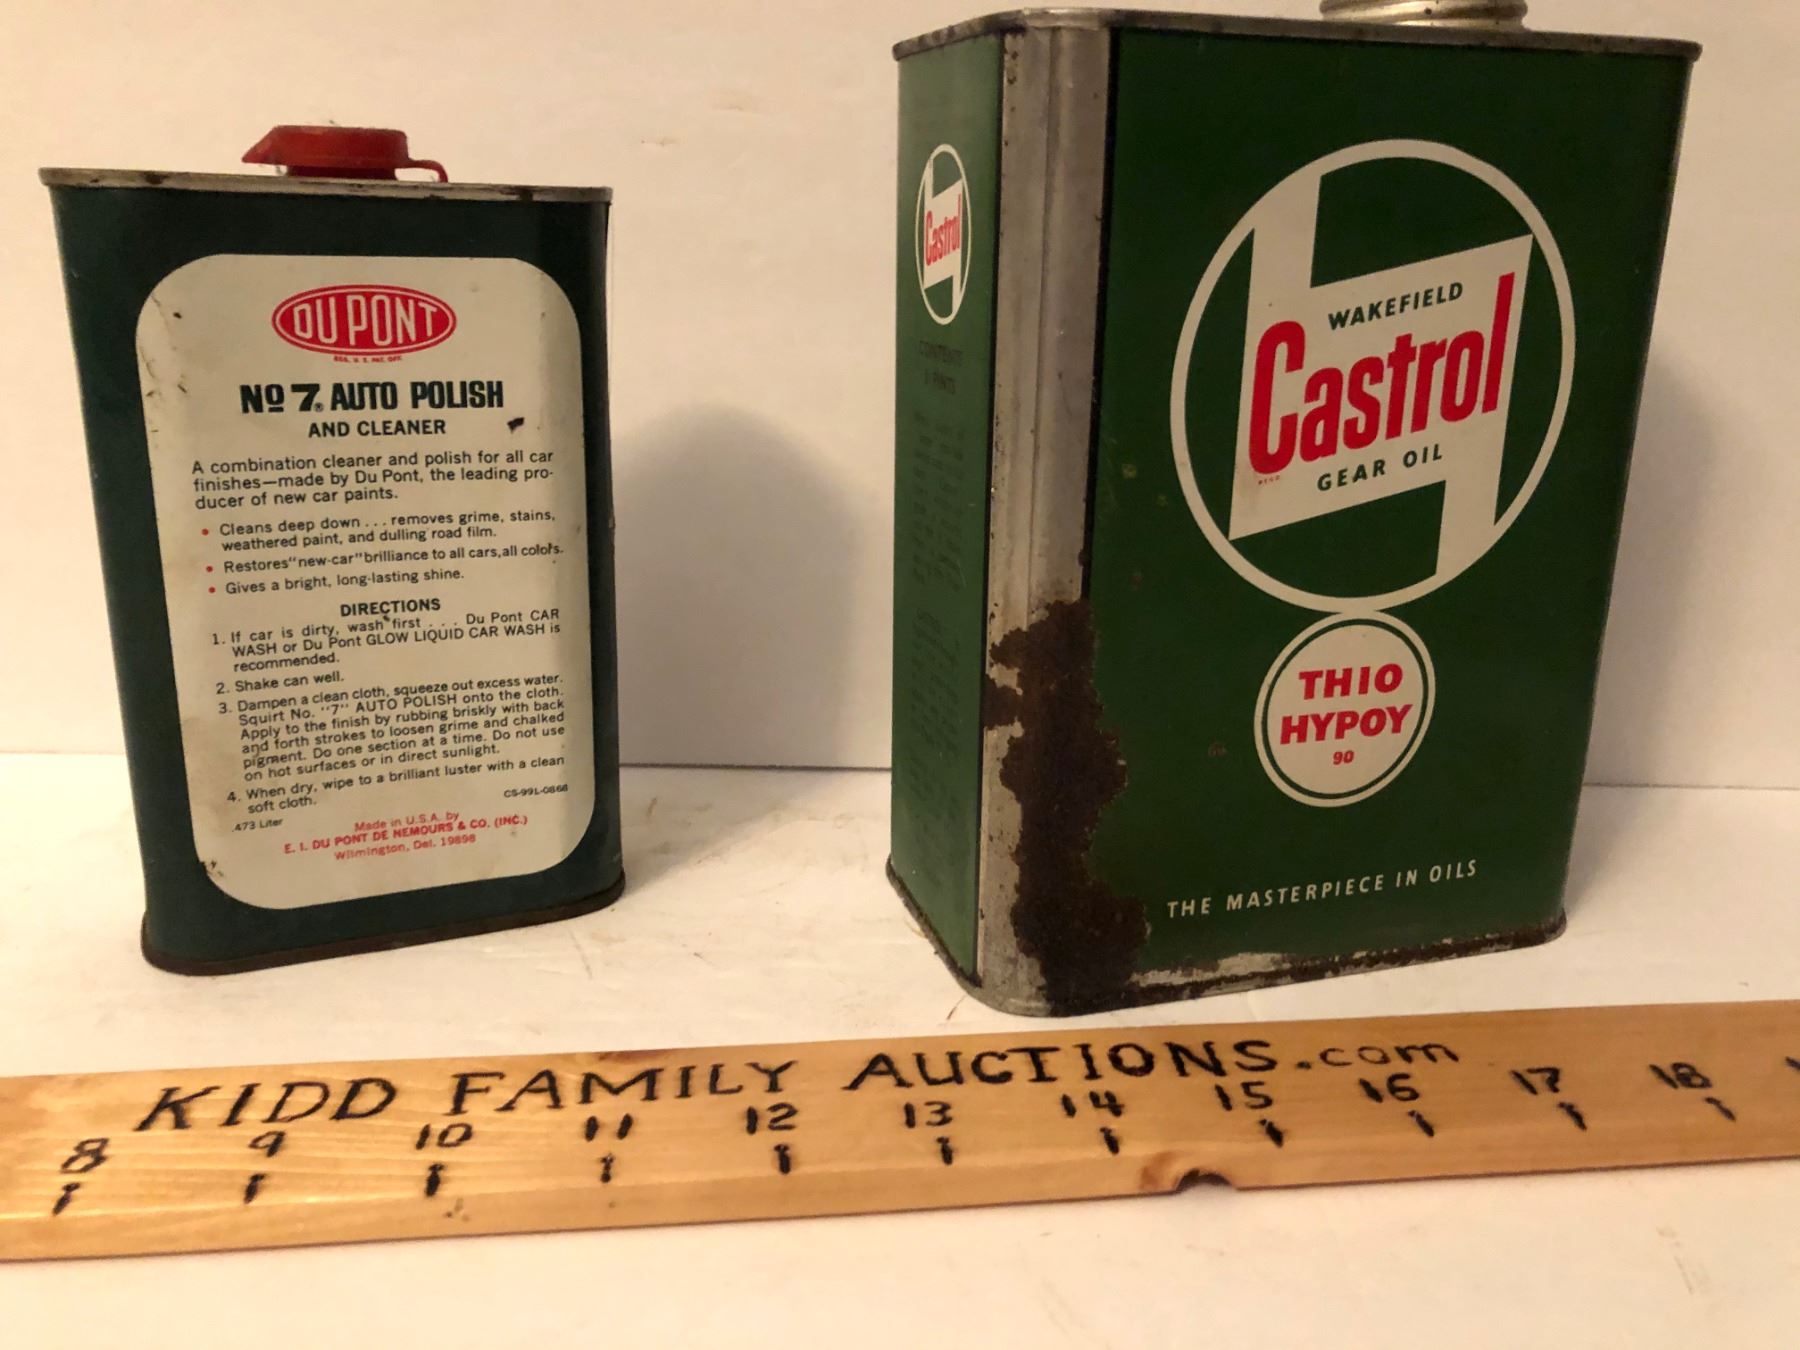 DU PONT
REG. U. S. PAT. OFF.
No 7® AUTO POLISH
AND CLEANER
A combination cleaner and polish for all car
finishes—made by Du Pont, the leading pro-
ducer of new car paints.
• Cleans deep down . . . removes grime, stains,
weathered paint, and dulling road film.
• Restores "new-car" brilliance to all cars, all colors.
• Gives a bright, long-lasting shine.
DIRECTIONS
1. If car is dirty, wash first . . . Du Pont CAR
WASH or Du Pont GLOW LIQUID CAR WASH is
recommended.
2. Shake can well.
3. Dampen a clean cloth, squeeze out excess water.
Squirt No. "7" AUTO POLISH onto the cloth.
Apply to the finish by rubbing briskly with back
and forth strokes to loosen grime and chalked
pigment. Do one section at a time. Do not use
on hot surfaces or in direct sunlight.
4. When dry, wipe to a brilliant luster with a clean
soft cloth.
CS-99L-0868
.473 Liter
Made in U.S.A. by
E. I. DU PONT DE NEMOURS & CO. (INC.)
Wilmington, Del. 19898
Castrol
CONTENTS
PINTS
WAKEFIELD
Castrol
REGD.
GEAR OIL
THIO
HYPOY
90
THE MASTERPIECE IN OILS
KIDD FAMILY AUCTIONS.com
8 9 10 11 12 13 14 15 16 17 18